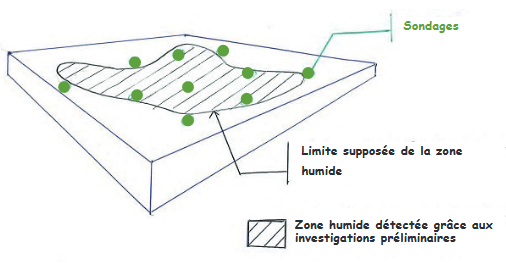 Sondages
Limite supposée de la zone
humide
Zone humide détectée grâce aux
investigations préliminaires